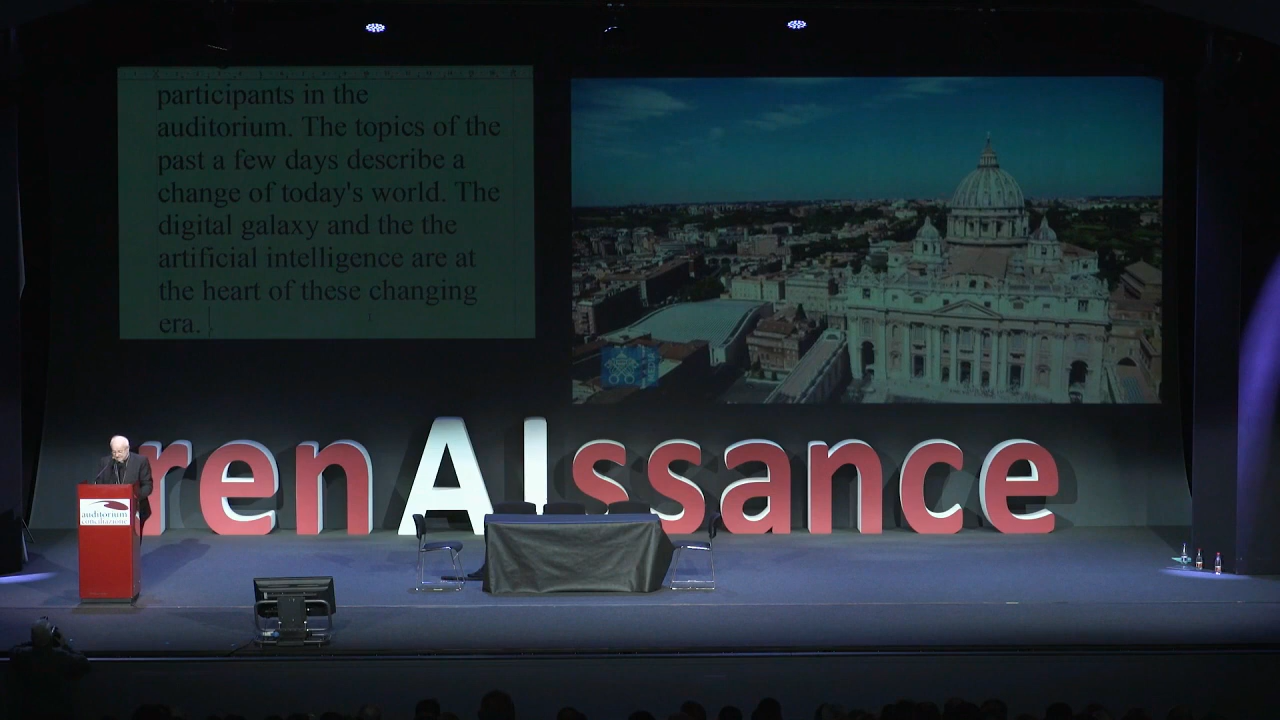 participants in the
auditorium. The topics of the
past a few days describe a
change of today's world. The
digital galaxy and the the
artificial intelligence are at
the heart of these changing
era.
renAIssance
auditorium
conciliazione